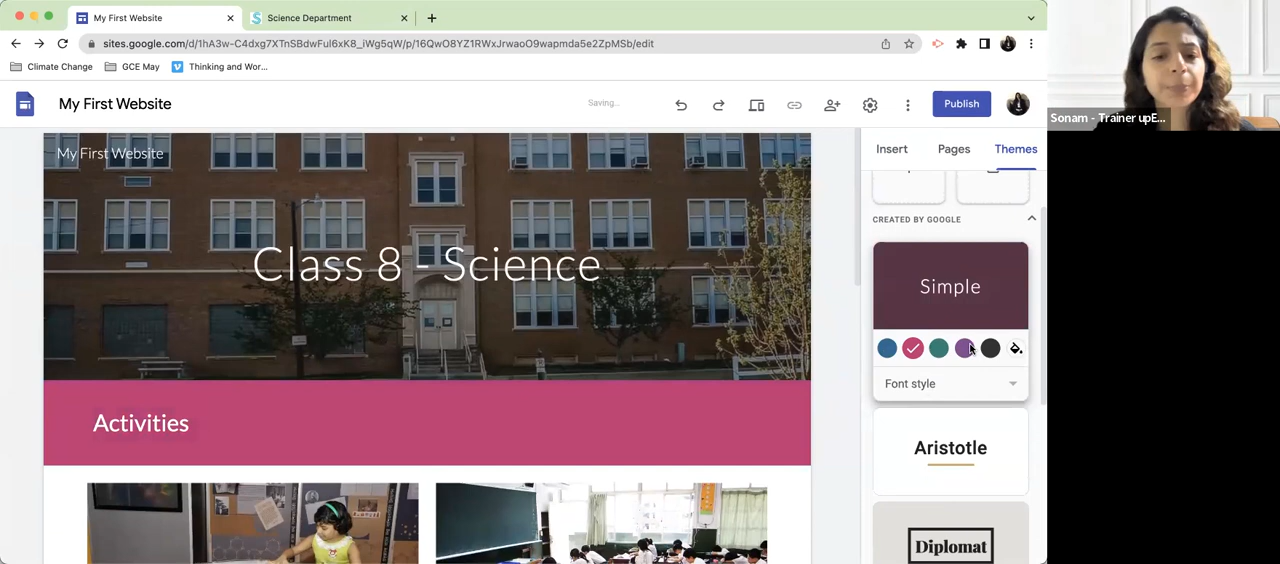 My First Website
Science Department
sites.google.com/d/1hA3w-C4dxg7XTnSBdwFul6xK8_iWg5qW/p/16QwO8YZ1RWxJrwaoO9wapmda5e2ZpMSb/edit
Climate Change
GCE May
Thinking and Wor...
My First Website
Saving...
Publish
Sonam - Trainer upE...
Insert
Pages
Themes
My First Website
CREATED BY GOOGLE
Class 8 - Science
Simple
Font style
Activities
Aristotle
Diplomat